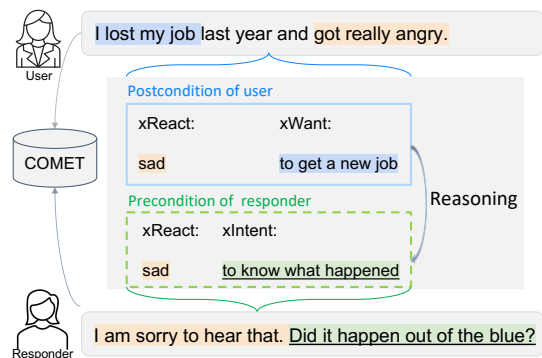 I lost my job last year and got really angry.
User
Postcondition of user
xReact: xWant:
sad to get a new job
COMET
Reasoning
Precondition of responder
xReact: xIntent:
sad to know what happened
Responder
I am sorry to hear that. Did it happen out of the blue?